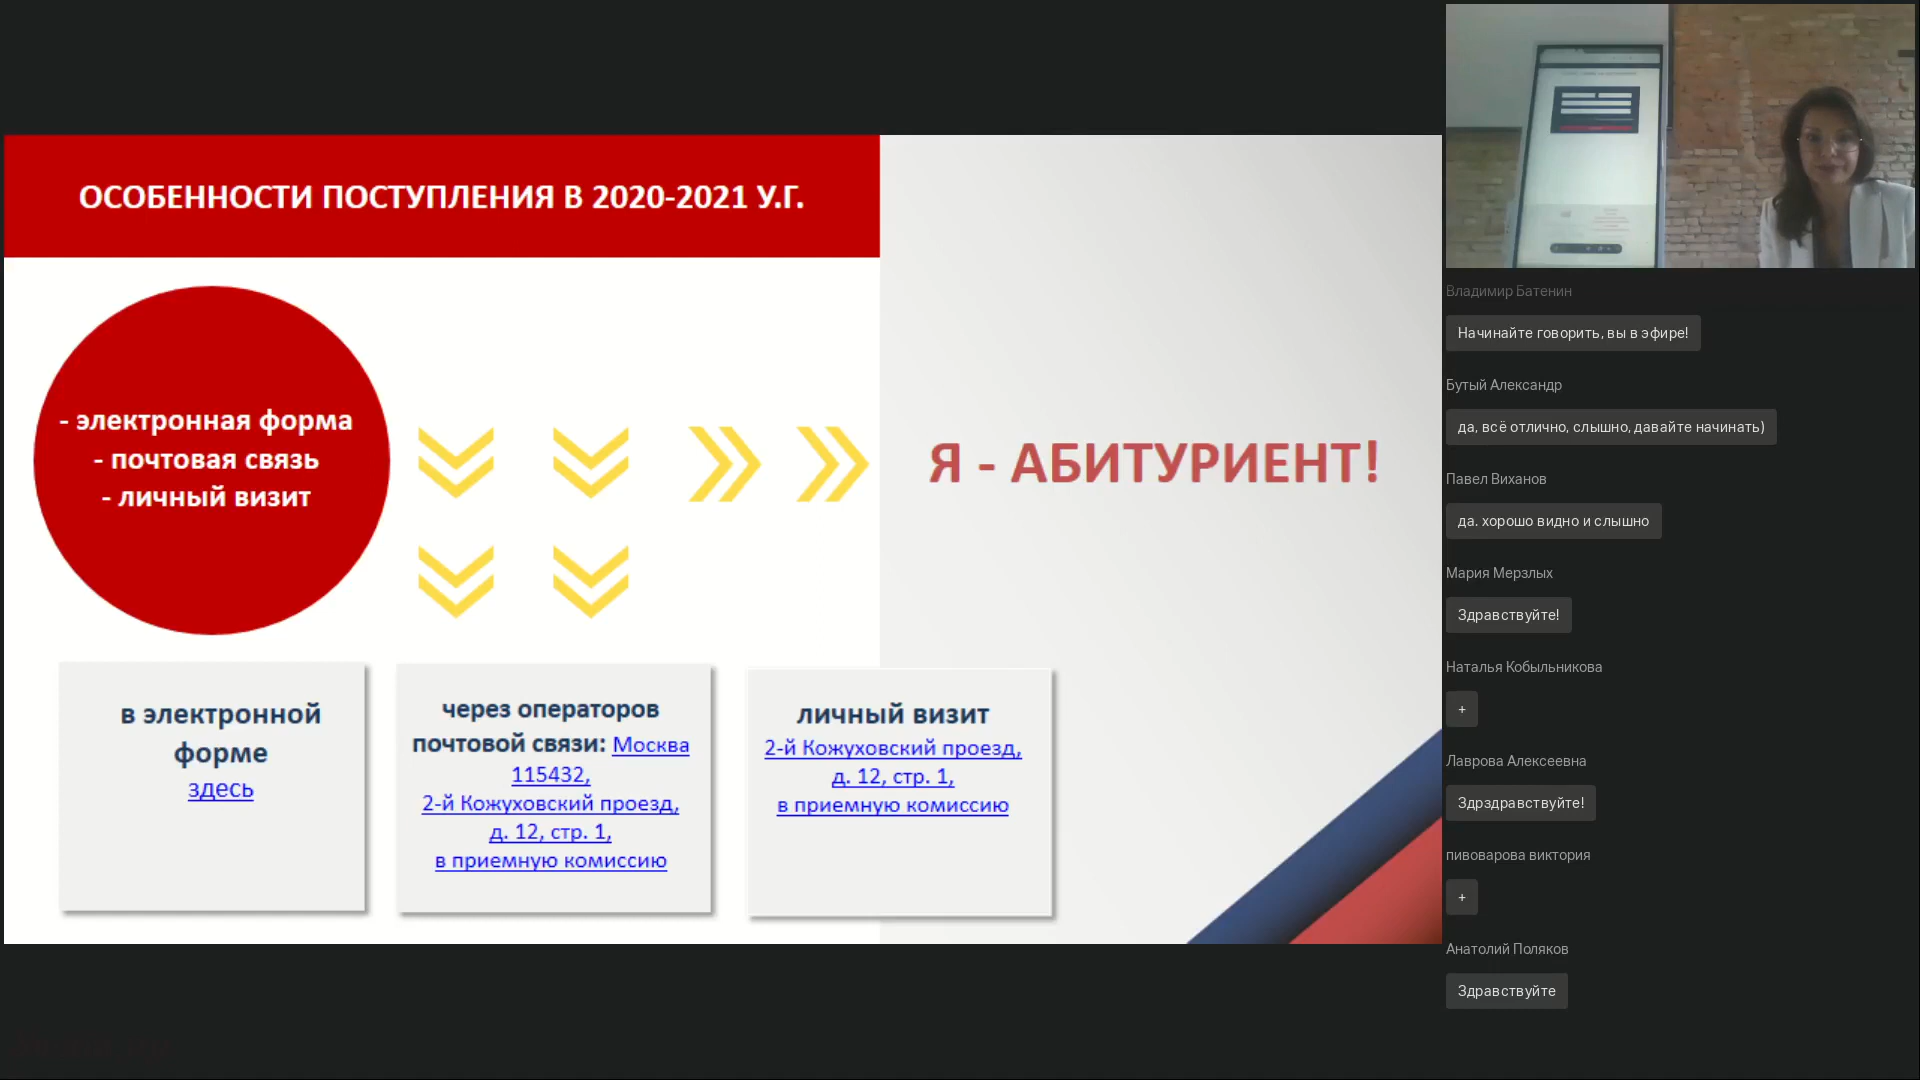 ОСОБЕННОСТИ ПОСТУПЛЕНИЯ В 2020-2021 У.Г.
- электронная форма
- почтовая связь
- личный визит
Я - АБИТУРИЕНТ!
в электронной
форме
здесь
через операторов
почтовой связи: Москва
115432,
2-й Кожуховский проезд,
д. 12, стр. 1,
в приемную комиссию
личный визит
2-й Кожуховский проезд,
д. 12, стр. 1,
в приемную комиссию
Владимир Батенин
Начинайте говорить, вы в эфире!
Бутый Александр
да, всё отлично, слышно, давайте начинать)
Павел Виханов
да. хорошо видно и слышно
Мария Мерзлых
Здравствуйте!
Наталья Кобыльникова
+
Лаврова Алексеевна
Здрздравствуйте!
пивоварова виктория
+
Анатолий Поляков
Здравствуйте